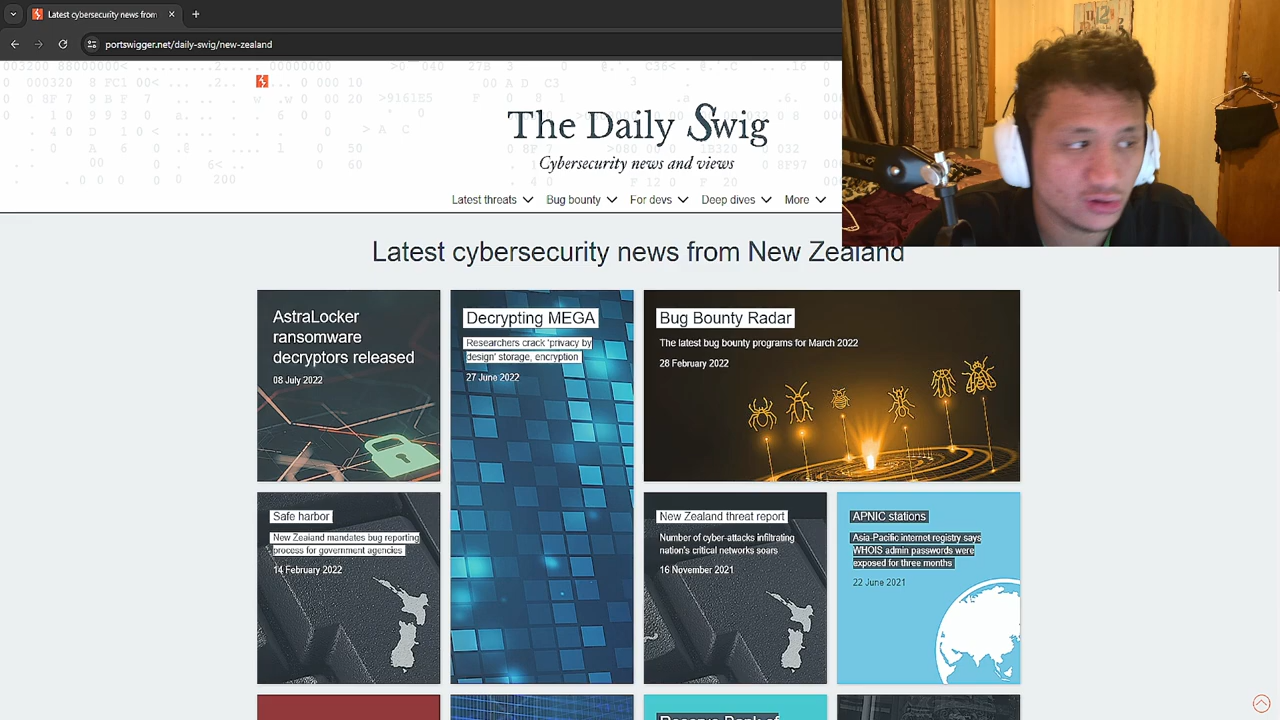 Latest cybersecurity news from
portswigger.net/daily-swig/new-zealand
The Daily Swig
Cybersecurity news and views
Latest threats
Bug bounty
For devs
Deep dives
More
Latest cybersecurity news from New Zealand
AstraLocker
ransomware
decryptors released
08 July 2022
Decrypting MEGA
Researchers crack 'privacy by
design' storage, encryption
27 June 2022
Bug Bounty Radar
The latest bug bounty programs for March 2022
28 February 2022
Safe harbor
New Zealand mandates bug reporting
process for government agencies
14 February 2022
New Zealand threat report
Number of cyber-attacks infiltrating
nation's critical networks soars
16 November 2021
APNIC stations
Asia-Pacific internet registry says
WHOIS admin passwords were
exposed for three months
22 June 2021
Reserve Bank of